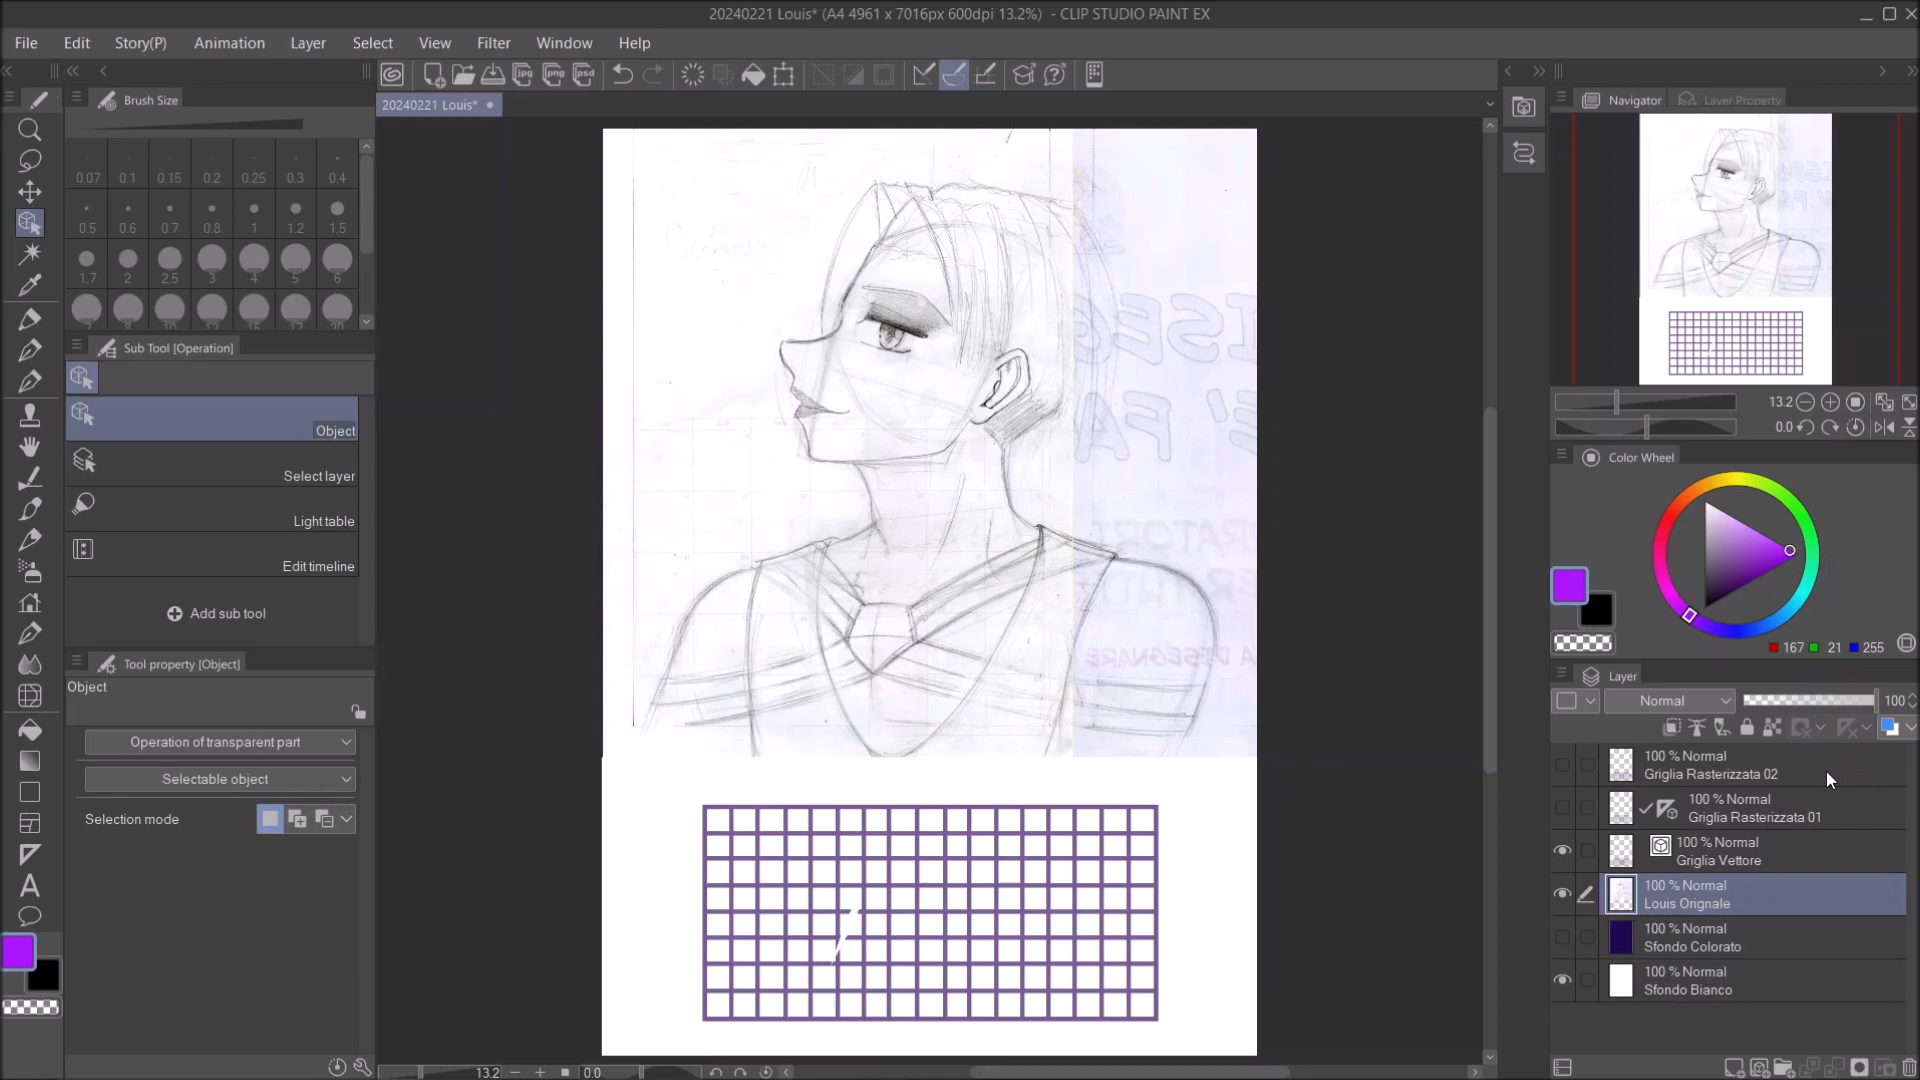 20240221 Louis* (A4 4961 x 7016px 600dpi 13.2%) - CLIP STUDIO PAINT EX
File Edit Story(P) Animation Layer Select View Filter Window Help
Brush Size
0.07 0.1 0.15 0.2 0.25 0.3 0.4
0.5 0.6 0.7 0.8 1 1.2 1.5
1.7 2 2.5 3 4 5 6
Sub Tool [Operation]
Object
Select layer
Light table
Edit timeline
Add sub tool
Tool property [Object]
Object
Operation of transparent part
Selectable object
Selection mode
jpg png psd
20240221 Louis*
13.2 0.0
Navigator Layer Property
13.2
0.0
Color Wheel
167 21 255
Layer
Normal 100
100 % Normal
Griglia Rasterizzata 02
100 % Normal
Griglia Rasterizzata 01
100 % Normal
Griglia Vettore
100 % Normal
Louis Orignale
100 % Normal
Sfondo Colorato
100 % Normal
Sfondo Bianco